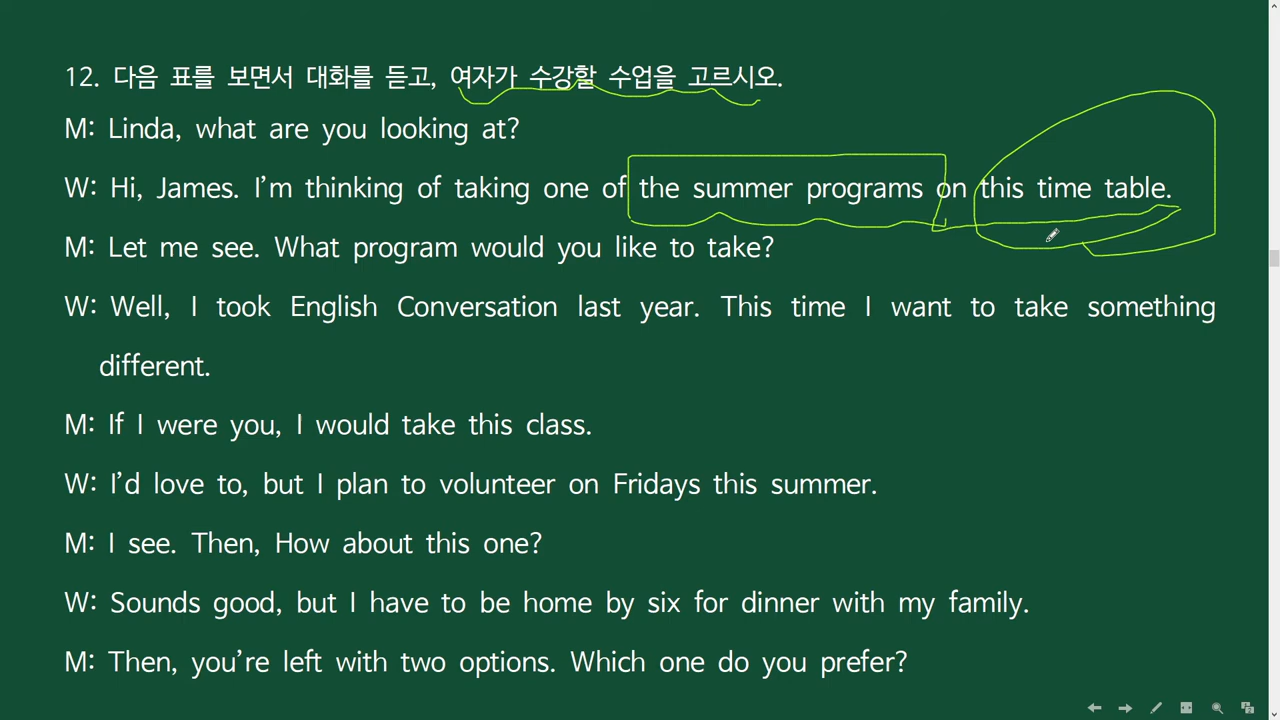 12. 다음 표를 보면서 대화를 듣고, 여자가 수강할 수업을 고르시오.
M: Linda, what are you looking at?
W: Hi, James. I'm thinking of taking one of the summer programs on this time table.
M: Let me see. What program would you like to take?
W: Well, I took English Conversation last year. This time I want to take something
different.
M: If I were you, I would take this class.
W: I'd love to, but I plan to volunteer on Fridays this summer.
M: I see. Then, How about this one?
W: Sounds good, but I have to be home by six for dinner with my family.
M: Then, you're left with two options. Which one do you prefer?